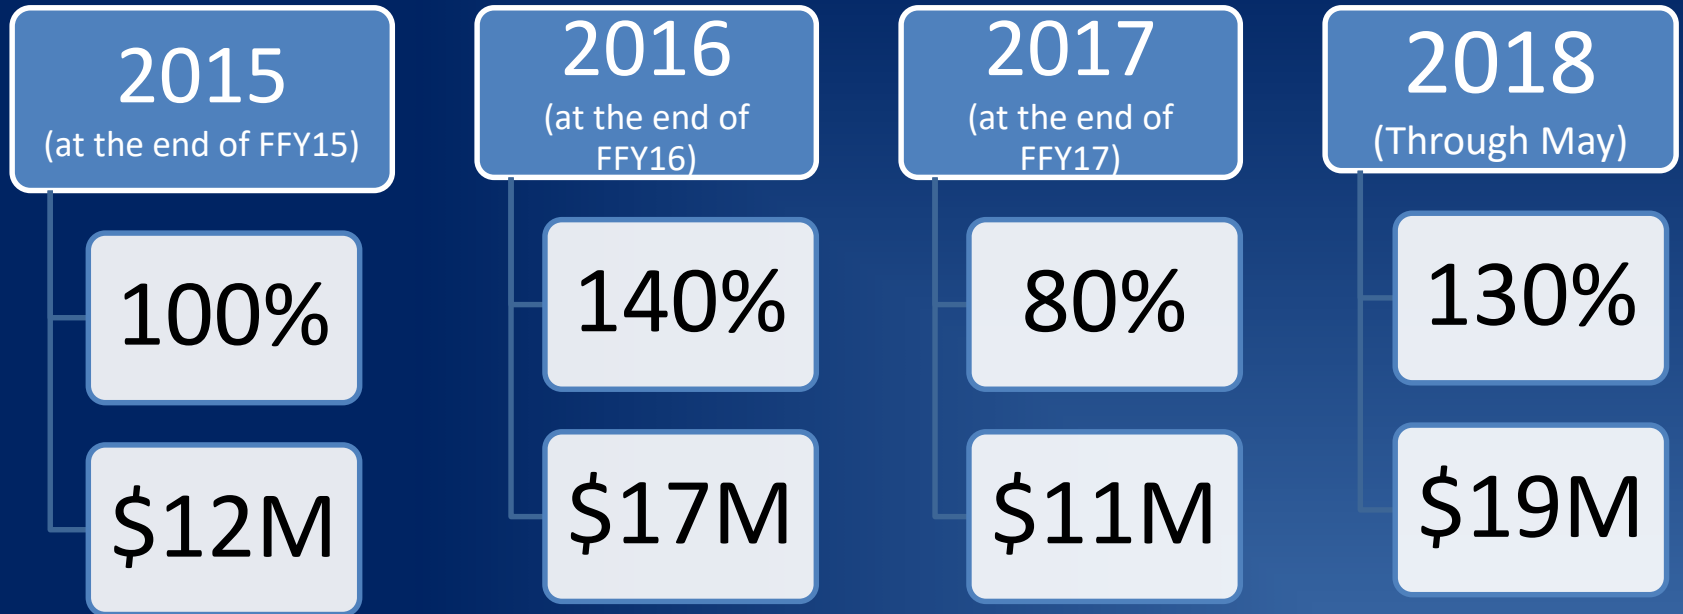 2015
(at the end of FFY15)
100%
$12M
2016
(at the end of
FFY16)
140%
$17M
2017
(at the end of
FFY17)
80%
$11M
2018
(Through May)
130%
$19M